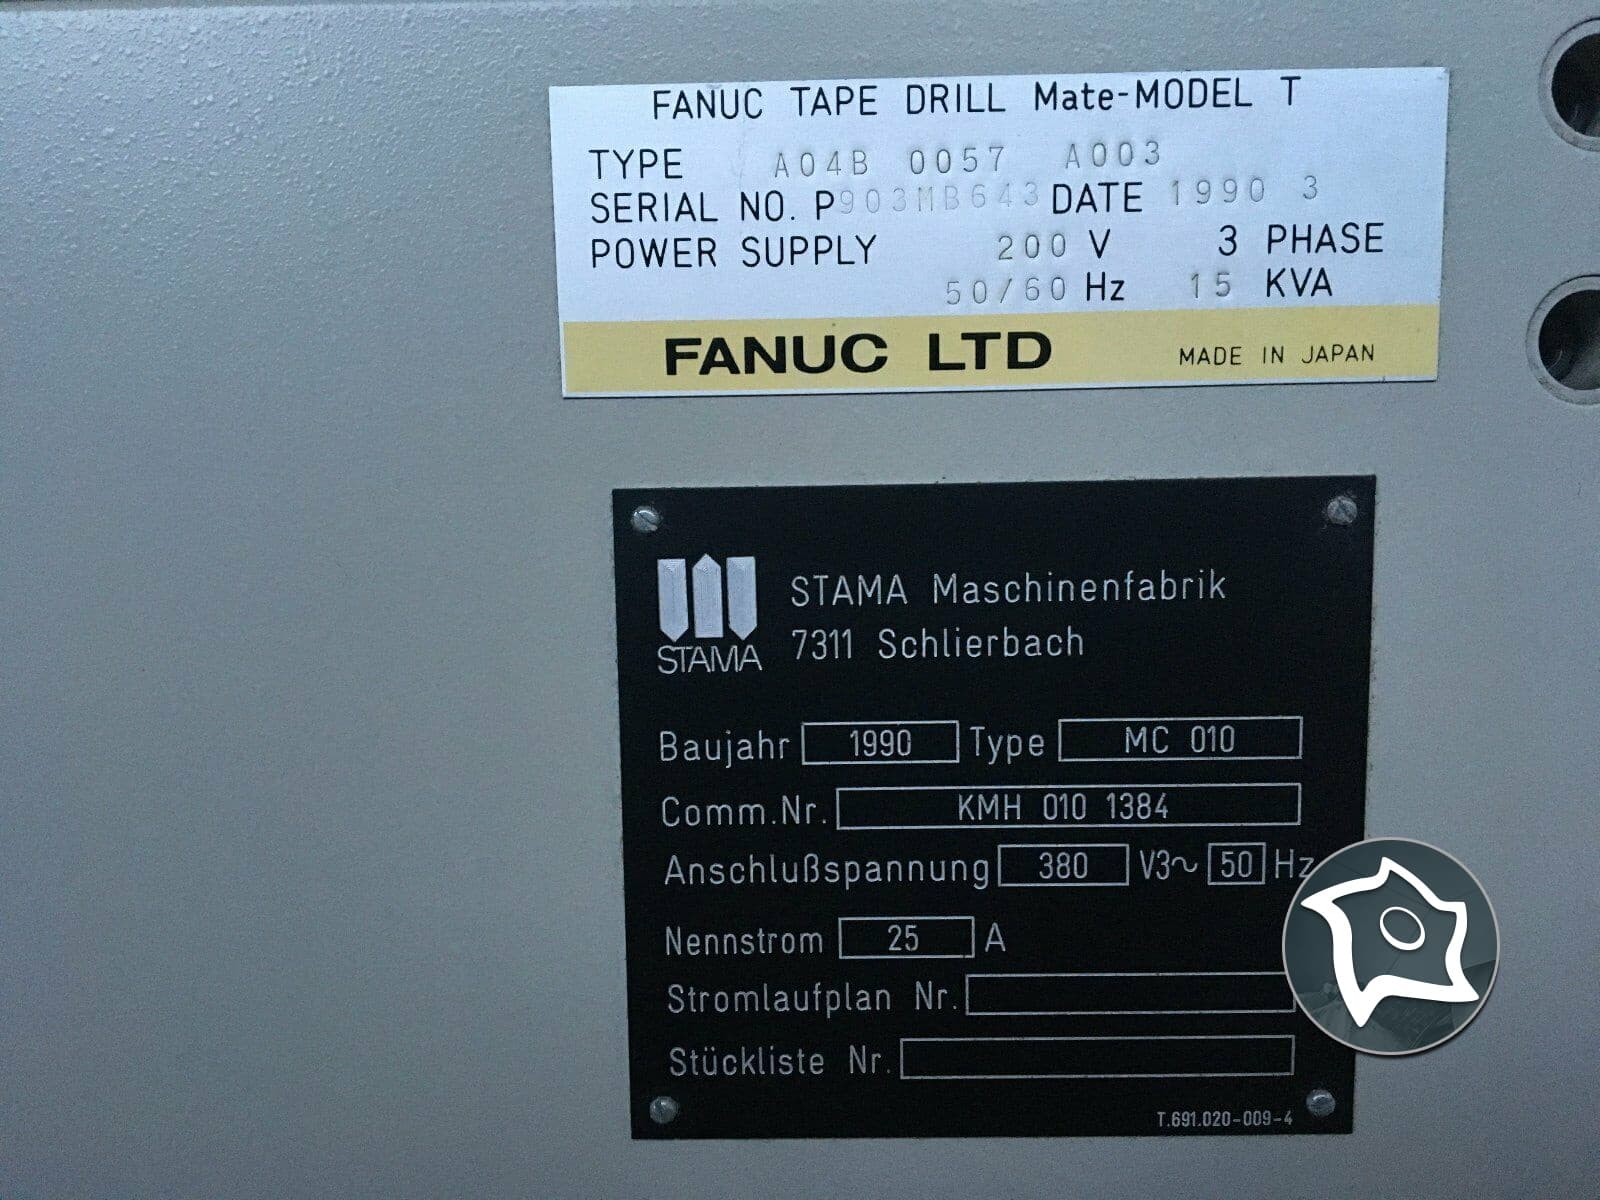 FANUC TAPE DRILL Mate-MODEL T
TYPE A04B 0057 A003
SERIAL NO. P903MB643 DATE 1990 3
POWER SUPPLY 200 V 3 PHASE
50/60 Hz 15 KVA
FANUC LTD MADE IN JAPAN
STAMA
STAMA Maschinenfabrik
7311 Schlierbach
Baujahr 1990 Type MC 010
Comm.Nr. KMH 010 1384
Anschlußspannung 380 V3~ 50 Hz
Nennstrom 25 A
Stromlaufplan Nr.
Stückliste Nr.
T.691.020-009-4